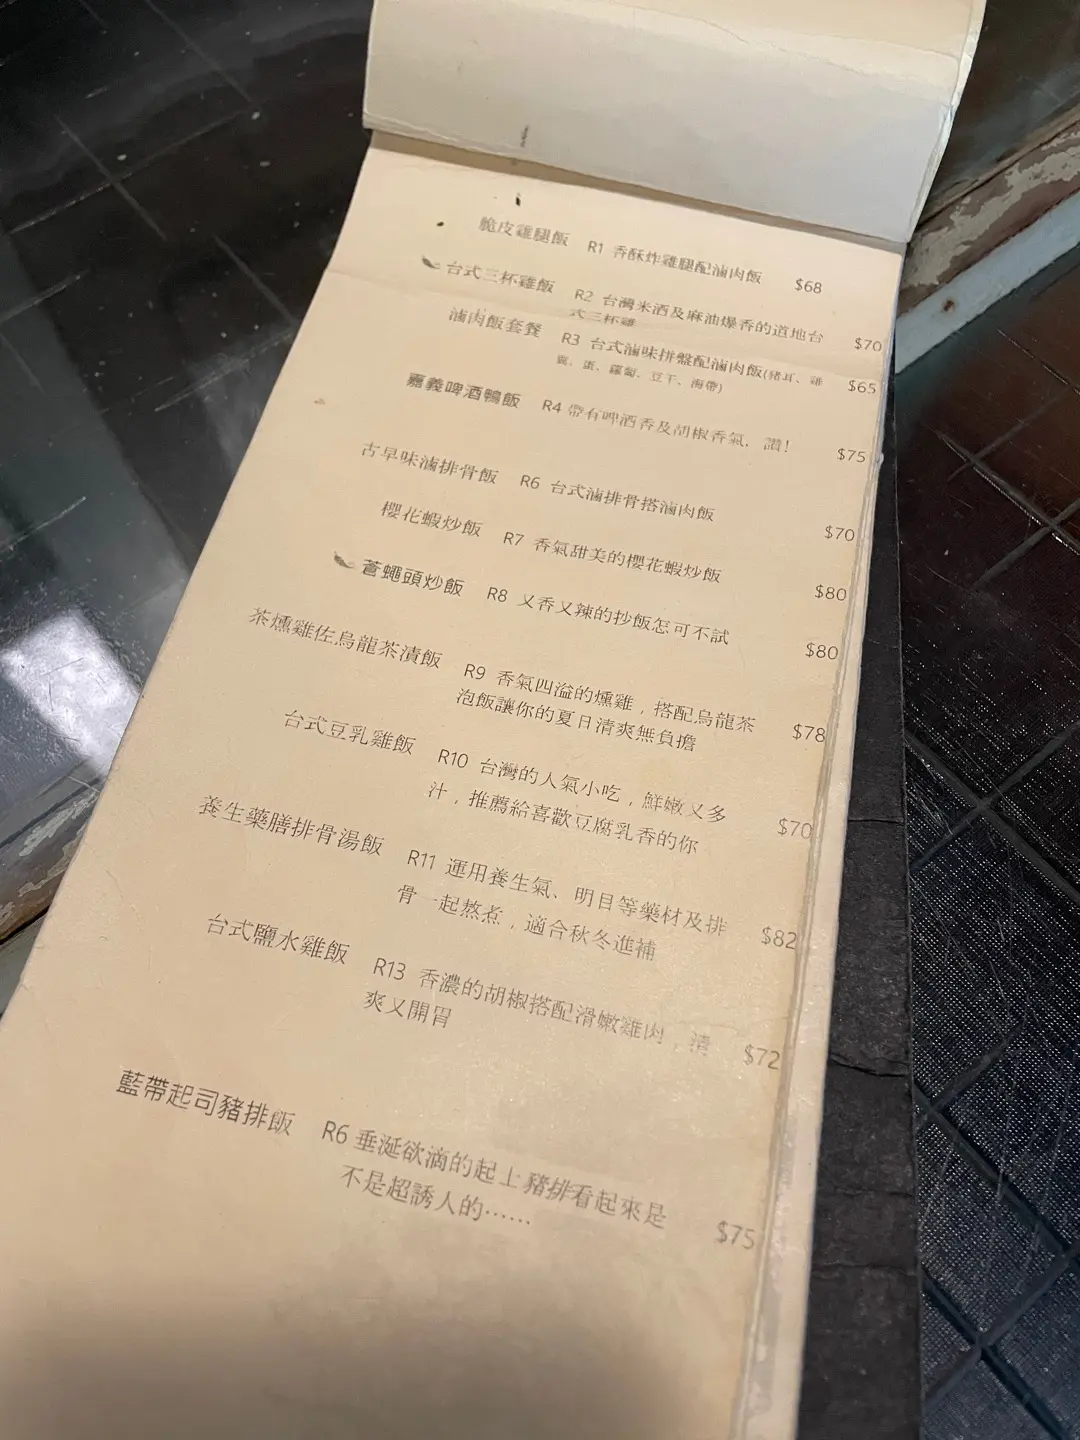 脆皮雞腿飯 R1 香酥炸雞腿配滷肉飯 $68
台式三杯雞飯 R2 台灣米酒及麻油爆香的道地台 $70
式三杯雞
滷肉飯套餐 R3 台式滷味拼盤配滷肉飯(豬耳、雞 $65
翼、蛋、蘿蔔、豆干、海帶)
嘉義啤酒鴨飯 R4 帶有啤酒香及胡椒香氣, 讚! $75
古早味滷排骨飯 R6 台式滷排骨搭滷肉飯 $70
櫻花蝦炒飯 R7 香氣甜美的櫻花蝦炒飯 $80
蒼蠅頭炒飯 R8 又香又辣的抄飯怎可不試 $80
茶燻雞佐烏龍茶漬飯 R9 香氣四溢的燻雞,搭配烏龍茶 $78
泡飯讓你的夏日清爽無負擔
台式豆乳雞飯 R10 台灣的人氣小吃,鮮嫩又多 $70
汁,推薦給喜歡豆腐乳香的你
養生藥膳排骨湯飯 R11 運用養生氣、明目等藥材及排 $82
骨一起熬煮,適合秋冬進補
台式鹽水雞飯 R13 香濃的胡椒搭配滑嫩雞肉,清 $72
爽又開胃
藍帶起司豬排飯 R6 垂涎欲滴的起士豬排看起來是 $75
不是超誘人的⋯⋯